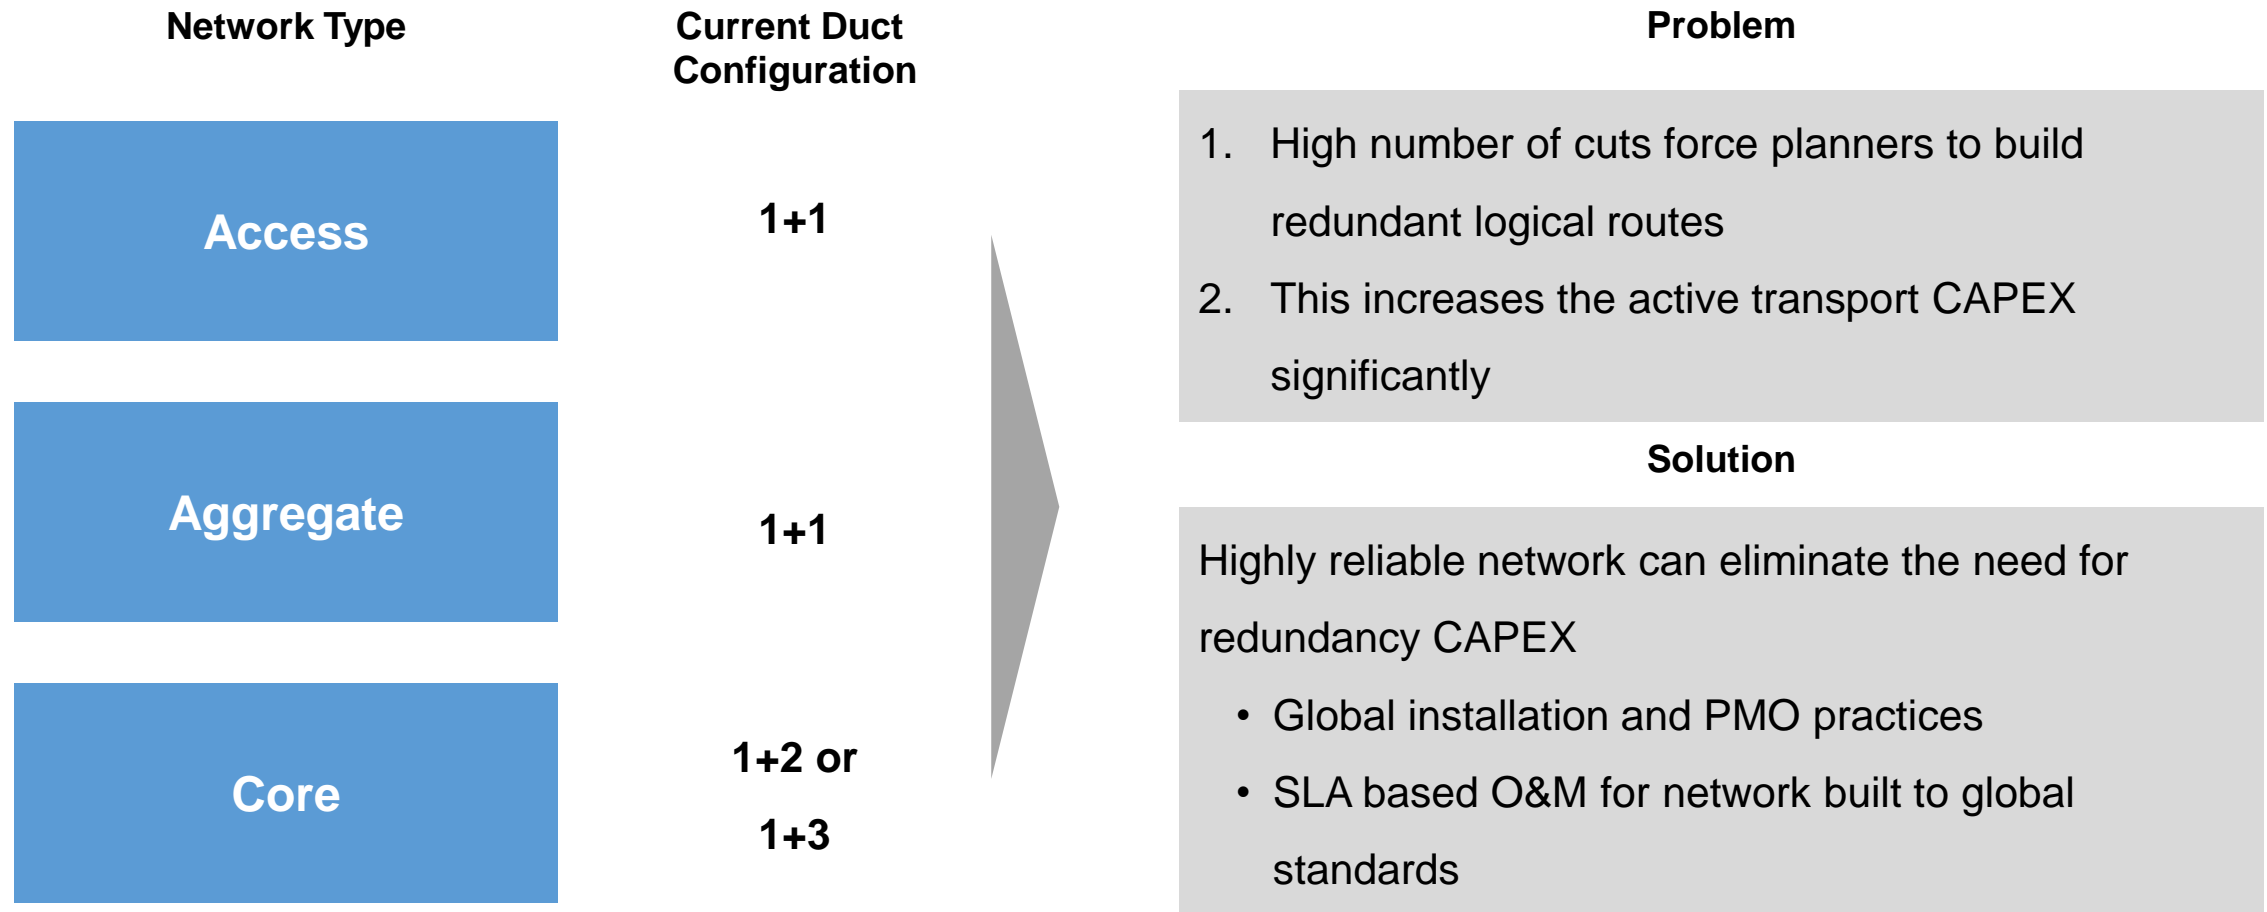 Network Type
Current Duct
Configuration
Access
1+1
Aggregate
1+1
Core
1+2 or
1+3
Problem
1. High number of cuts force planners to build
redundant logical routes
2. This increases the active transport CAPEX
significantly
Solution
Highly reliable network can eliminate the need for
redundancy CAPEX
• Global installation and PMO practices
• SLA based O&M for network built to global
standards